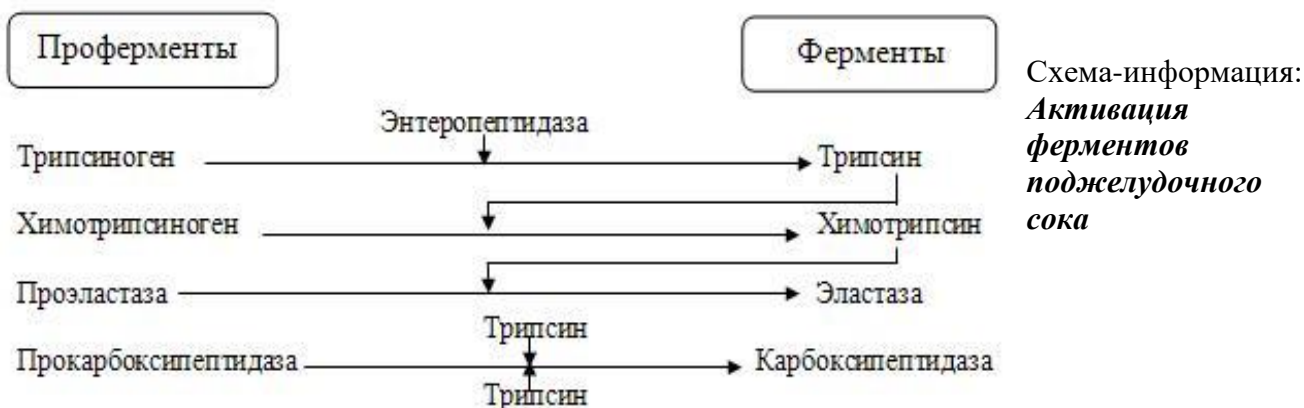 Проферменты
Ферменты
Схема-информация:
Активация
ферментов
поджелудочного
сока
Энтеропептидаза
Трипсиноген
Трипсин
Химотрипсиноген
Химотрипсин
Проэластаза
Эластаза
Трипсин
Прокарбоксипептидаза
Карбоксипептидаза
Трипсин